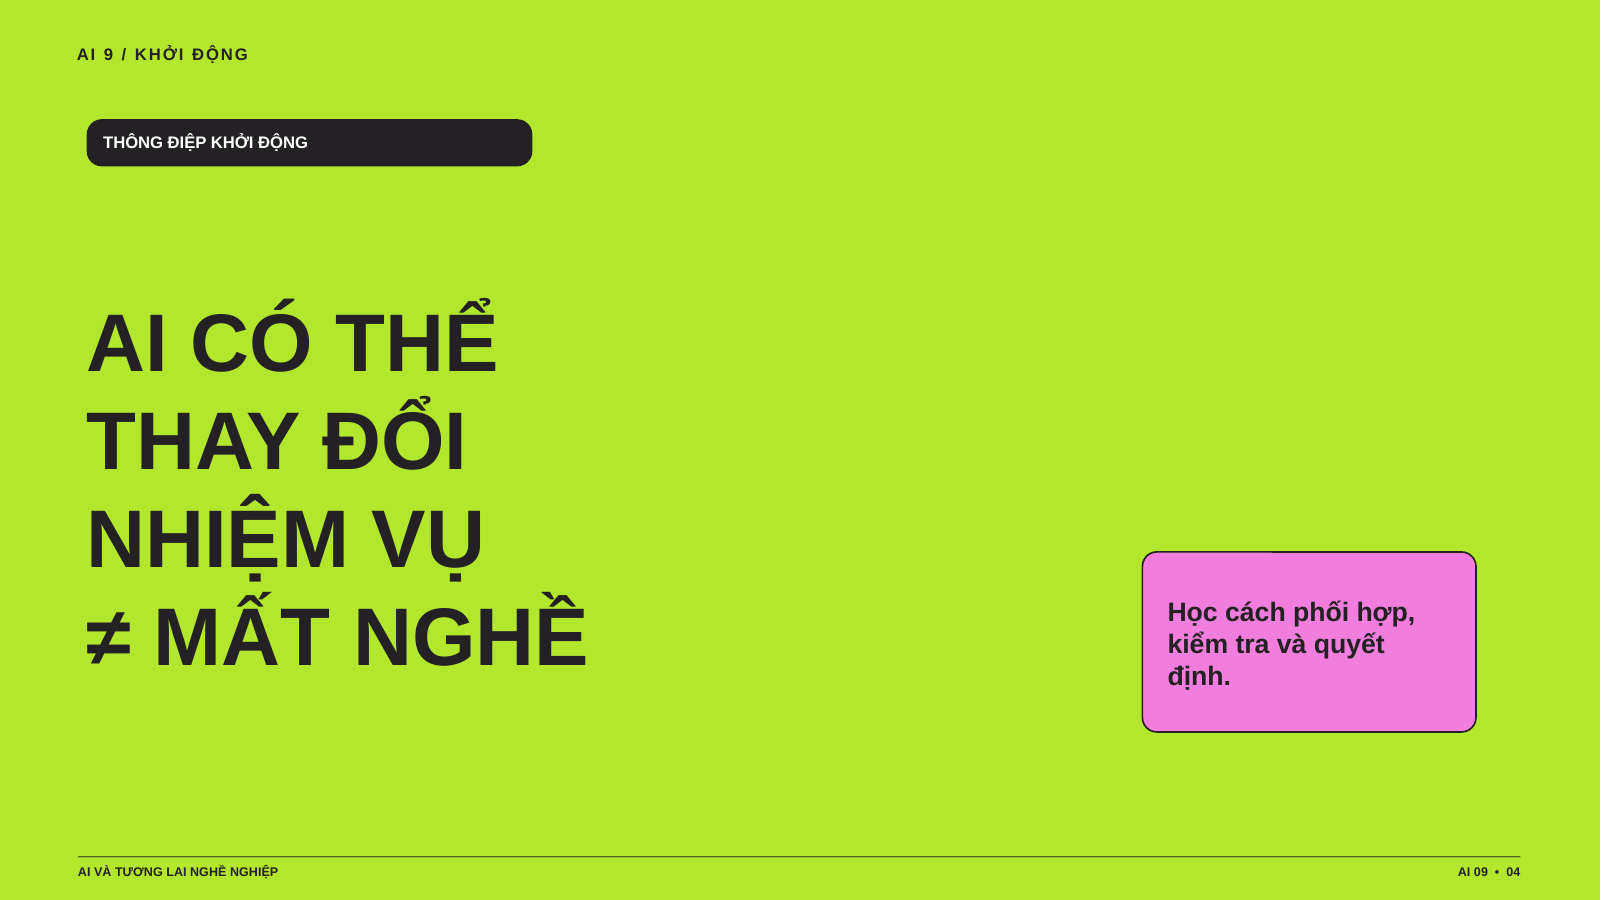 AI 9 / KHỞI ĐỘNG
THÔNG ĐIỆP KHỞI ĐỘNG
AI CÓ THỂ
THAY ĐỔI
NHIỆM VỤ
≠ MẤT NGHỀ
Học cách phối hợp,
kiểm tra và quyết
định.
AI VÀ TƯƠNG LAI NGHỀ NGHIỆP
AI 09 • 04